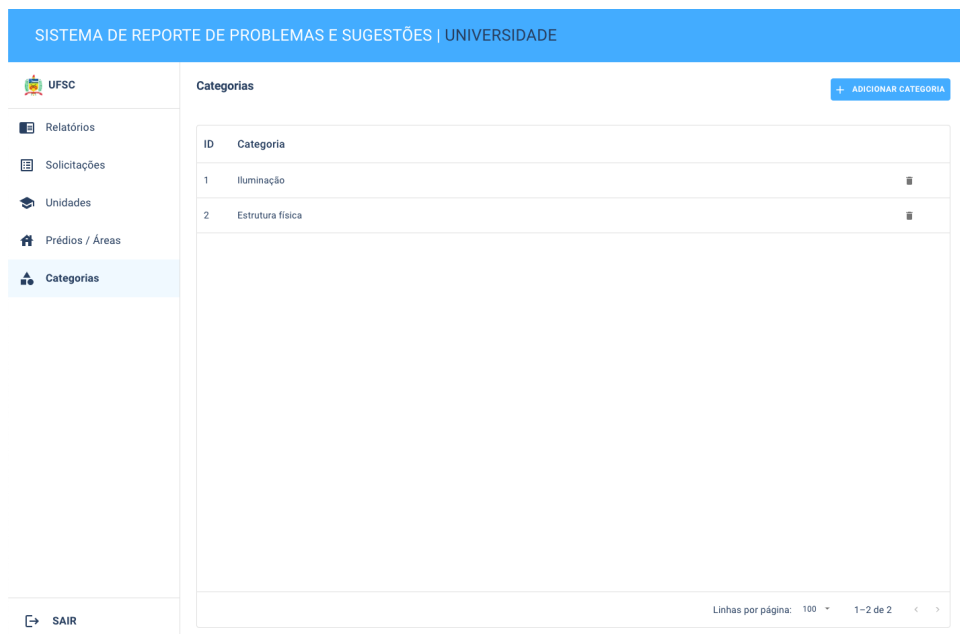 SISTEMA DE REPORTE DE PROBLEMAS E SUGESTÕES | UNIVERSIDADE
UFSC
Relatórios
Solicitações
Unidades
Prédios / Áreas
Categorias
SAIR
Categorias
+ ADICIONAR CATEGORIA
ID Categoria
1 Iluminação
2 Estrutura física
Linhas por página: 100 1–2 de 2